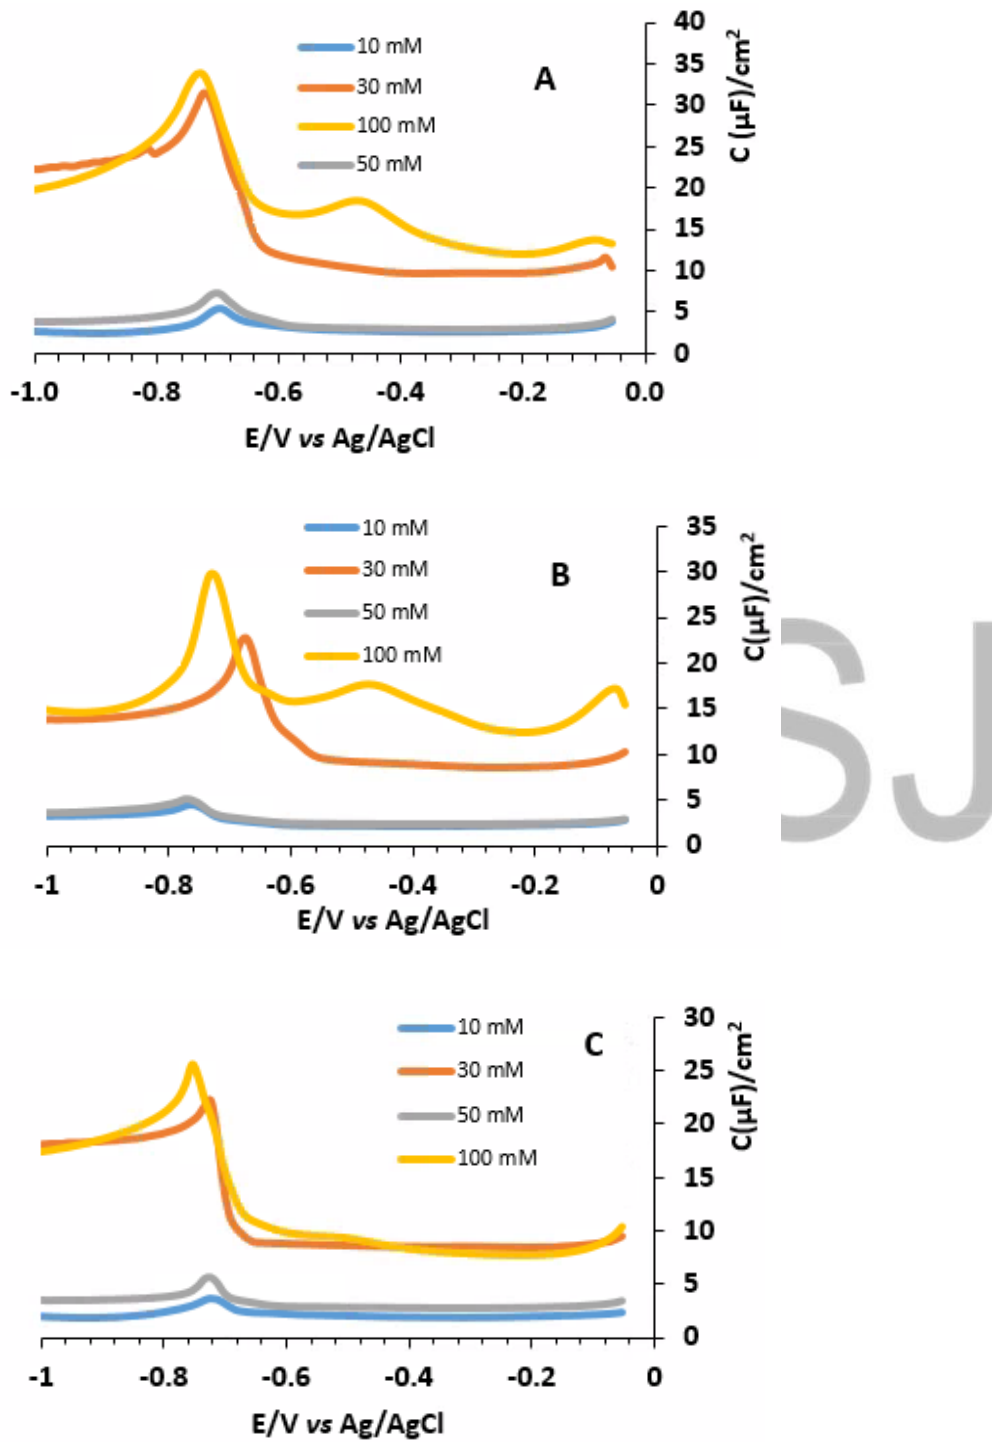 40
10 mM
35
A
30 mM
30
100 mM
25
50 mM
20
15
10
5
0
C (μF)/cm²
-1.0 -0.8 -0.6 -0.4 -0.2 0.0
E/V vs Ag/AgCl
10 mM
35
30 mM
30
B
50 mM
25
100 mM
20
15
10
5
0
C(μF)/cm²
-1 -0.8 -0.6 -0.4 -0.2 0
E/V vs Ag/AgCl
SJ
10 mM
30
C
30 mM
25
50 mM
20
100 mM
15
10
5
0
C(μF)/cm²
-1 -0.8 -0.6 -0.4 -0.2 0
E/V vs Ag/AgCl